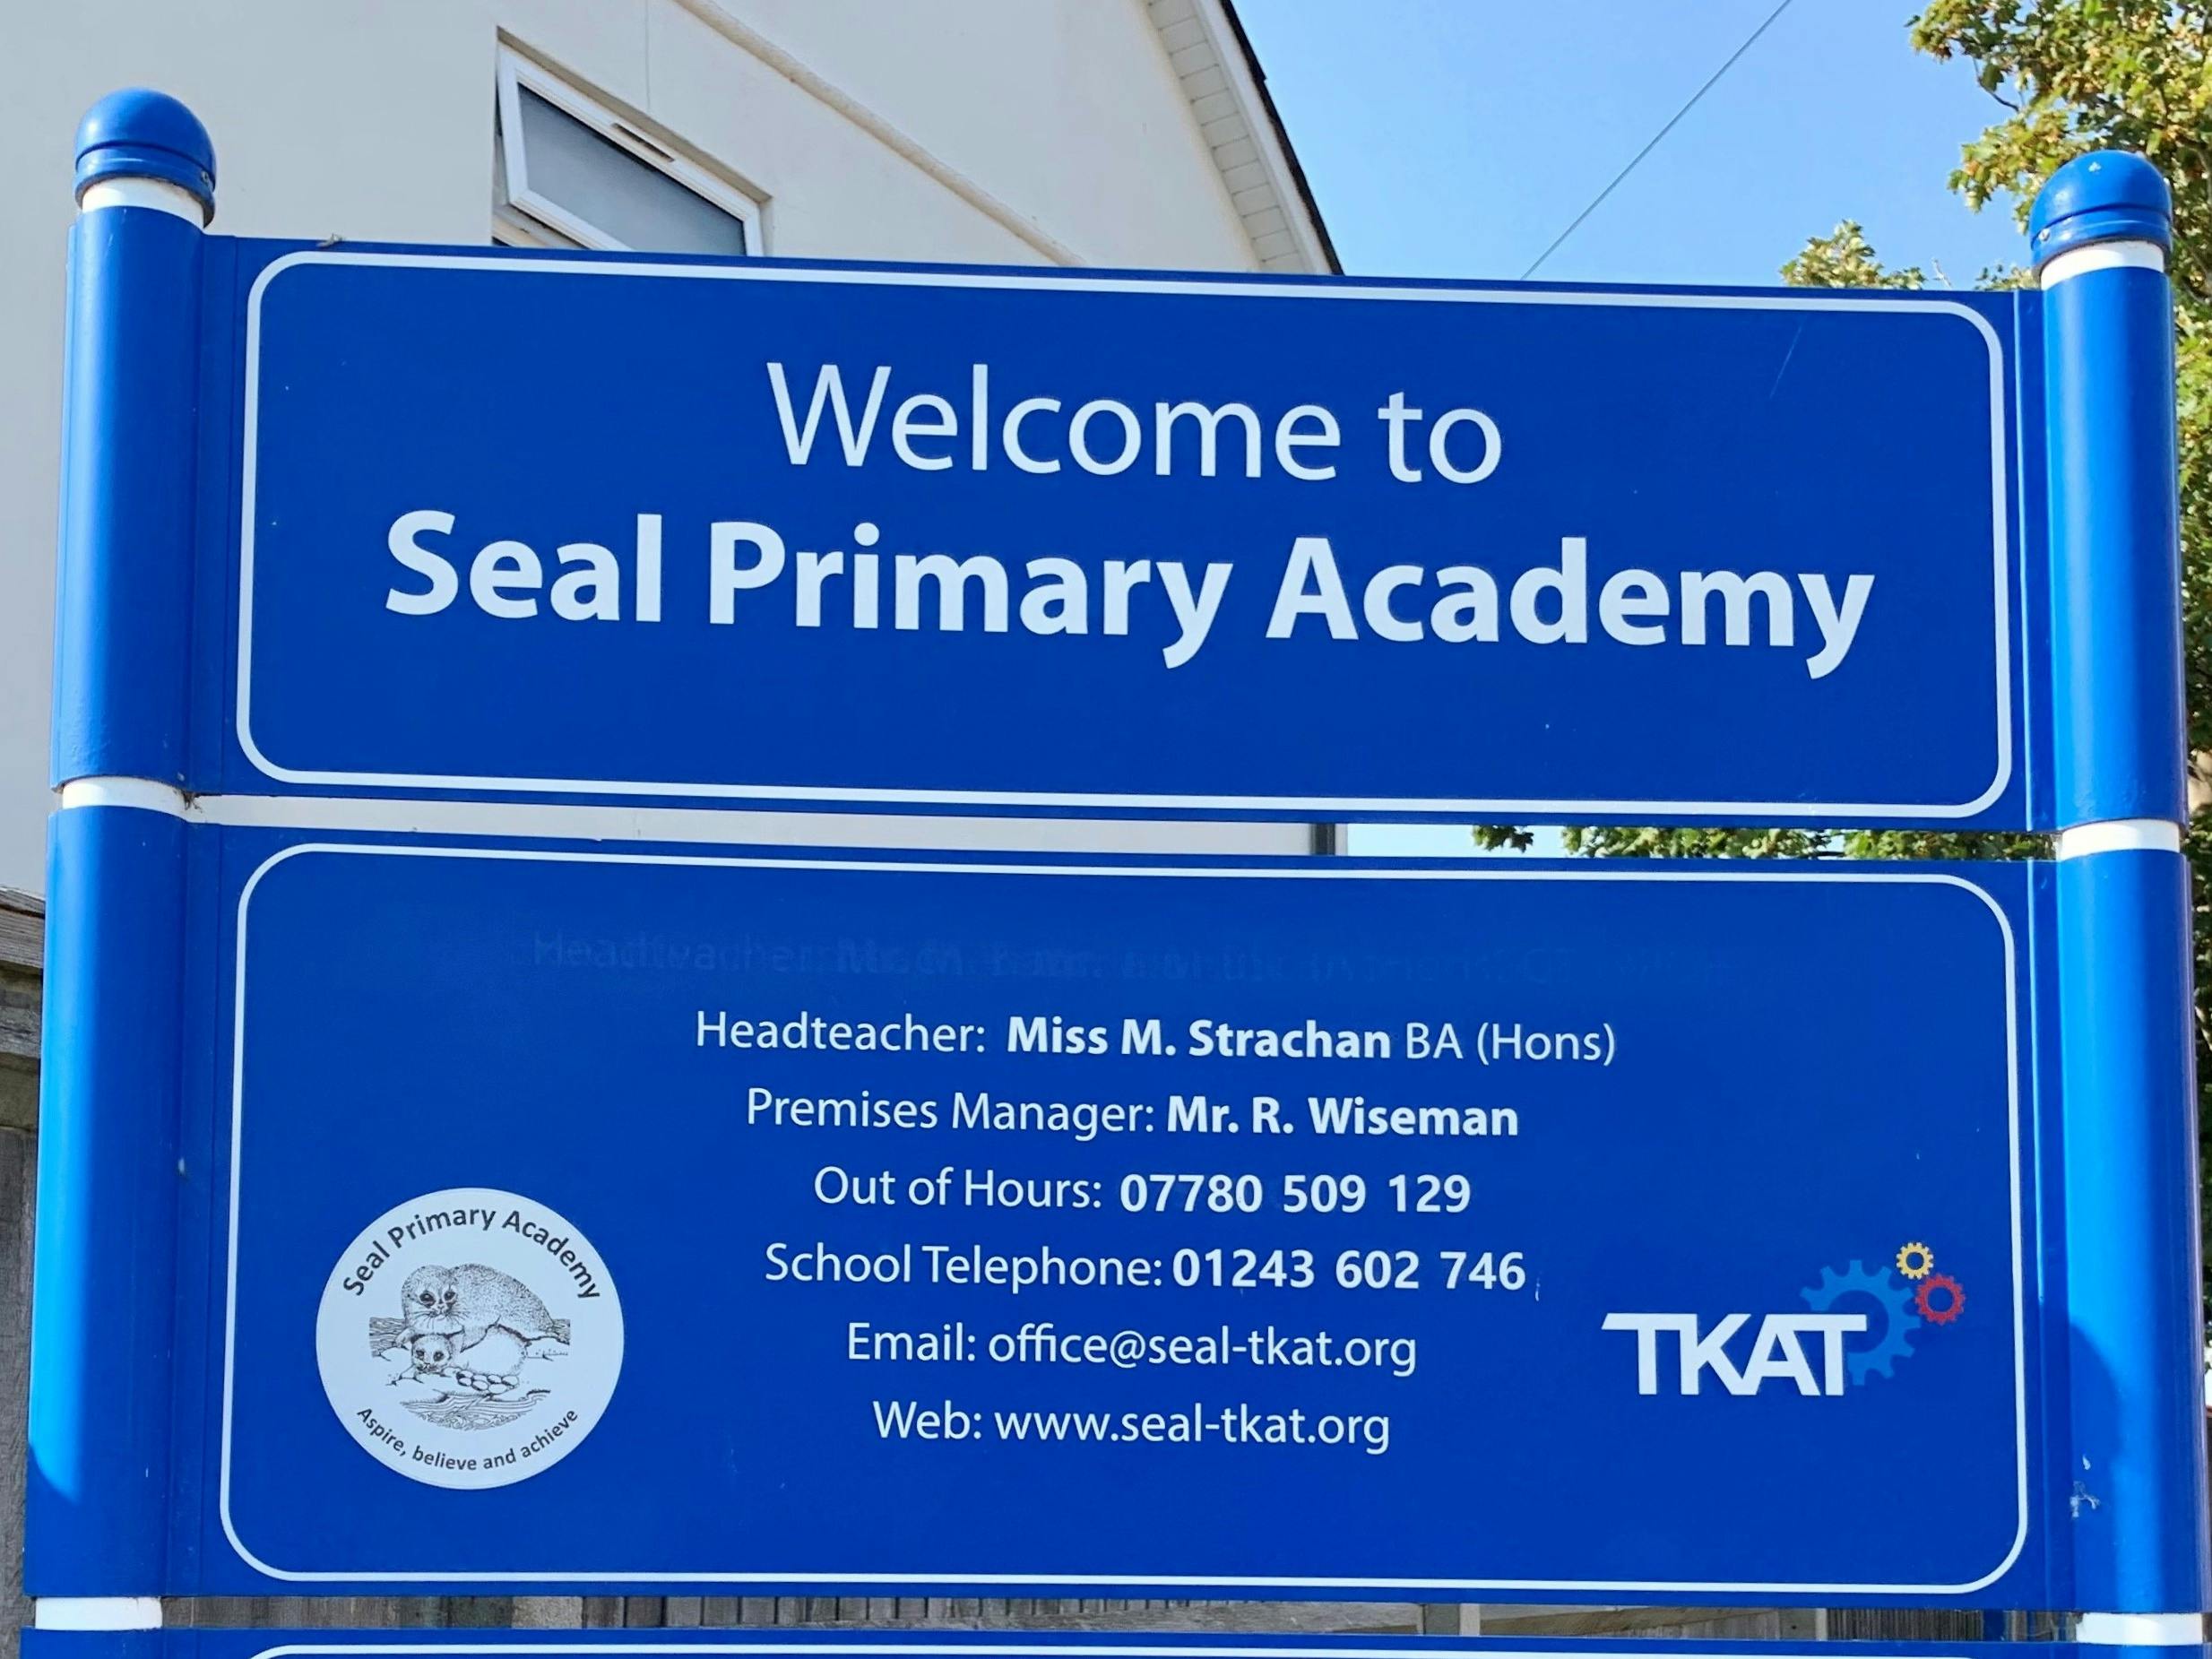 Welcome to
Seal Primary Academy
Headteacher: Miss M. Strachan BA (Hons)
Premises Manager: Mr. R. Wiseman
Out of Hours: 07780 509 129
School Telephone: 01243 602 746
Email: office@seal-tkat.org
Web: www.seal-tkat.org
Seal Primary Academy
Aspire, believe and achieve
TKAT